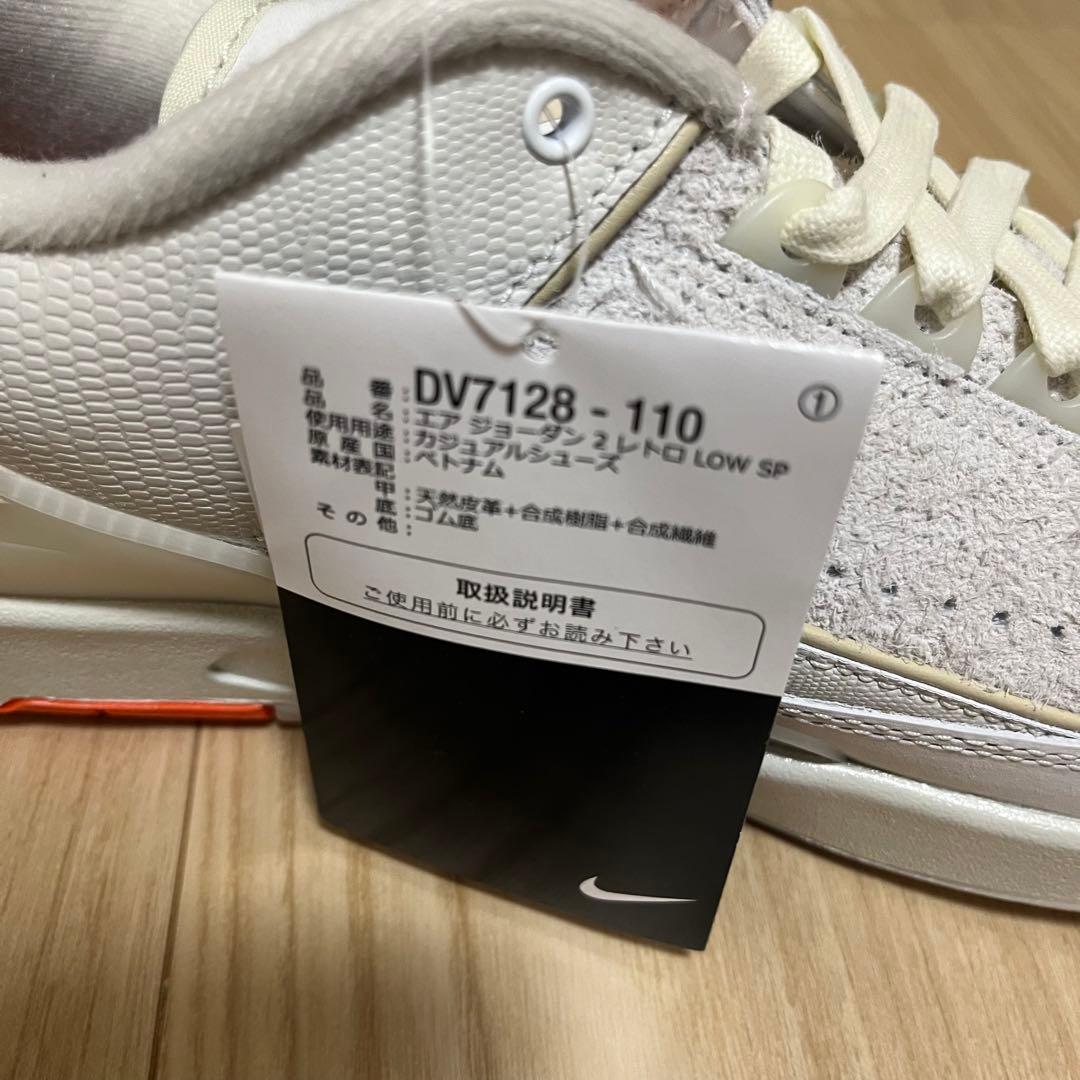 ①
品番：DV7128 - 110
品名：エア ジョーダン 2 レトロ LOW SP
使用用途：カジュアルシューズ
原産国：ベトナム
素材表記
甲：天然皮革+合成樹脂+合成繊維
底：ゴム底
その他：
取扱説明書
ご使用前に必ずお読み下さい